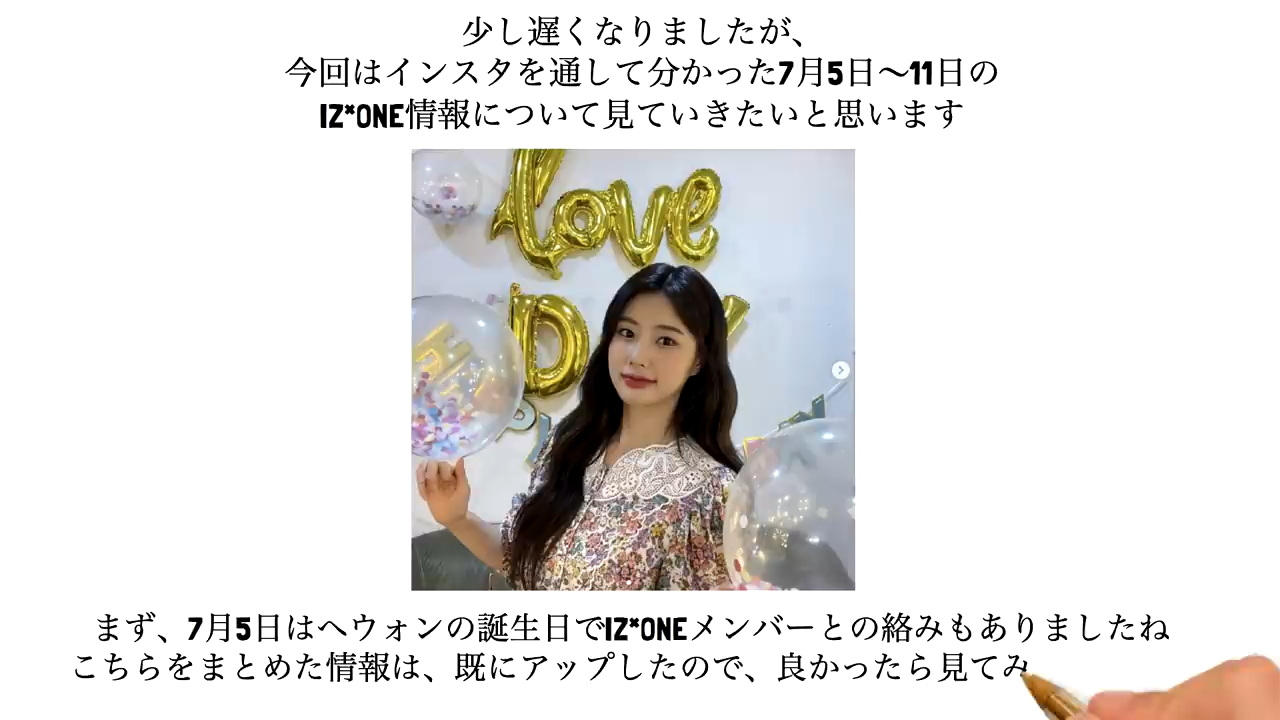 少し遅くなりましたが、
今回はインスタを通して分かった7月5日〜11日の
IZ*ONE情報について見ていきたいと思います
love
D
まず、7月5日はヘウォンの誕生日でIZ*ONEメンバーとの絡みもありましたね
こちらをまとめた情報は、既にアップしたので、良かったら見てみ